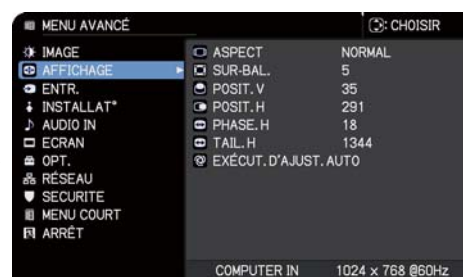 MENU AVANCÉ
: CHOISIR
IMAGE
AFFICHAGE
ENTR.
INSTALLAT*
AUDIO IN
ECRAN
OPT.
RÉSEAU
SECURITE
MENU COURT
ARRÊT
ASPECT NORMAL
SUR-BAL. 5
POSIT. V 35
POSIT. H 291
PHASE. H 18
TAIL. H 1344
EXÉCUT. D'AJUST. AUTO
COMPUTER IN 1024 x 768 @60Hz